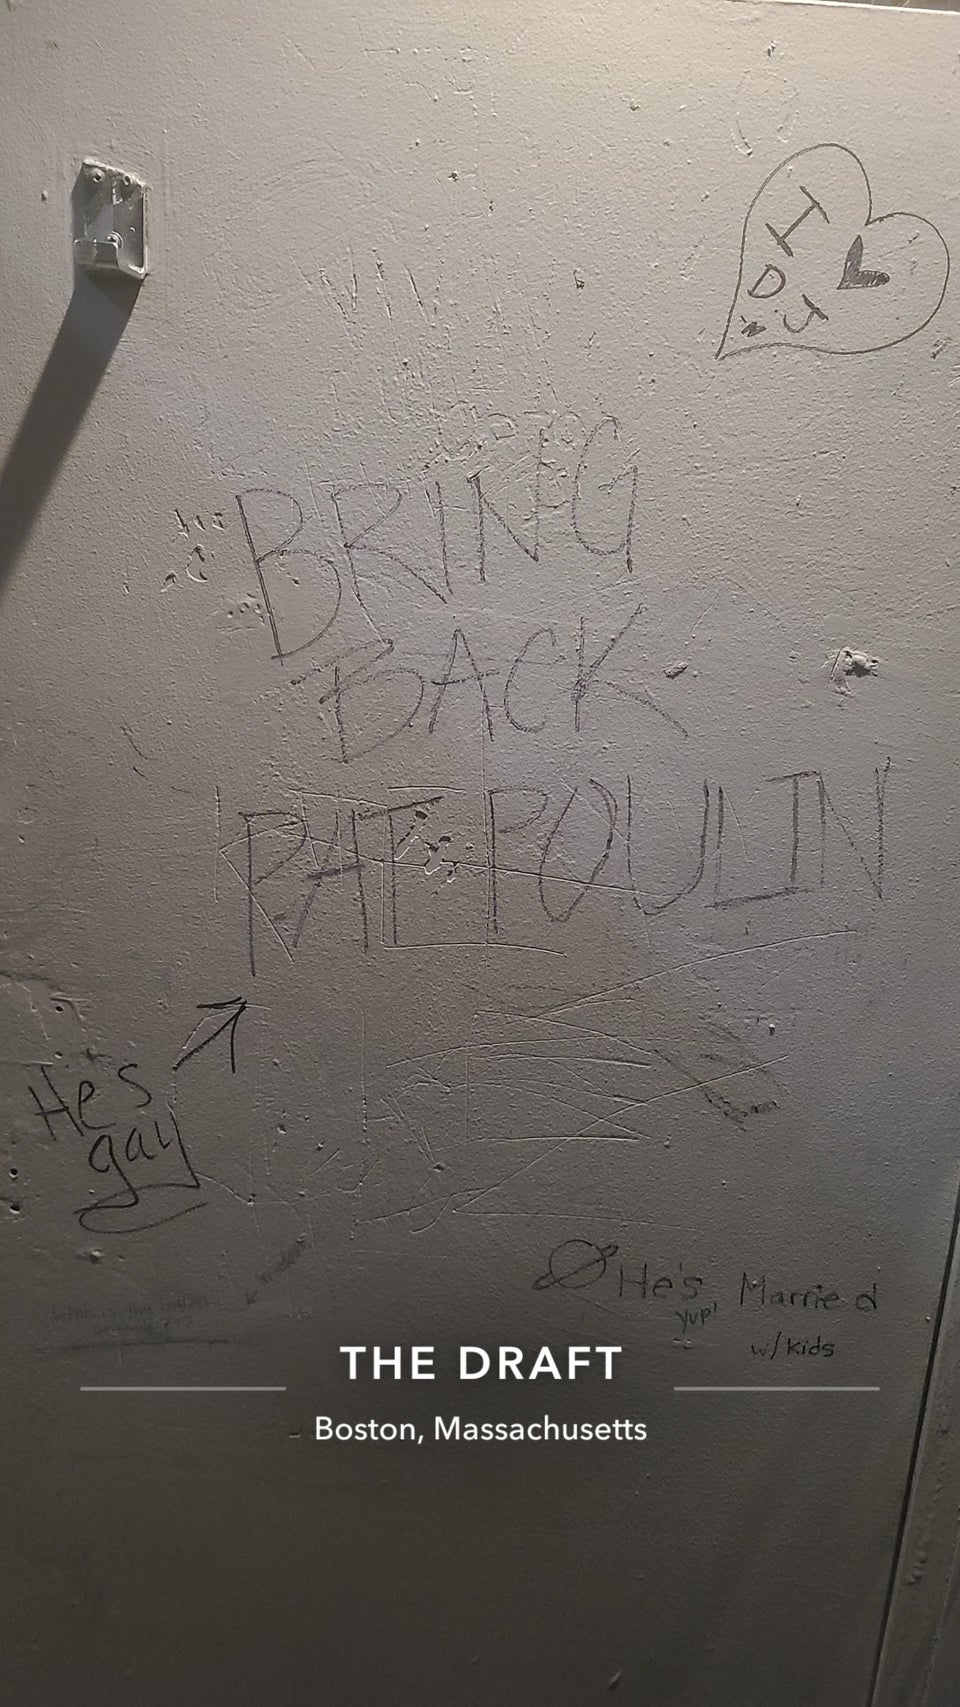 I
D
U
BRING
BACK
PAT POULIN
He's
gay
He's Married
yup!
w/ kids
THE DRAFT
Boston, Massachusetts